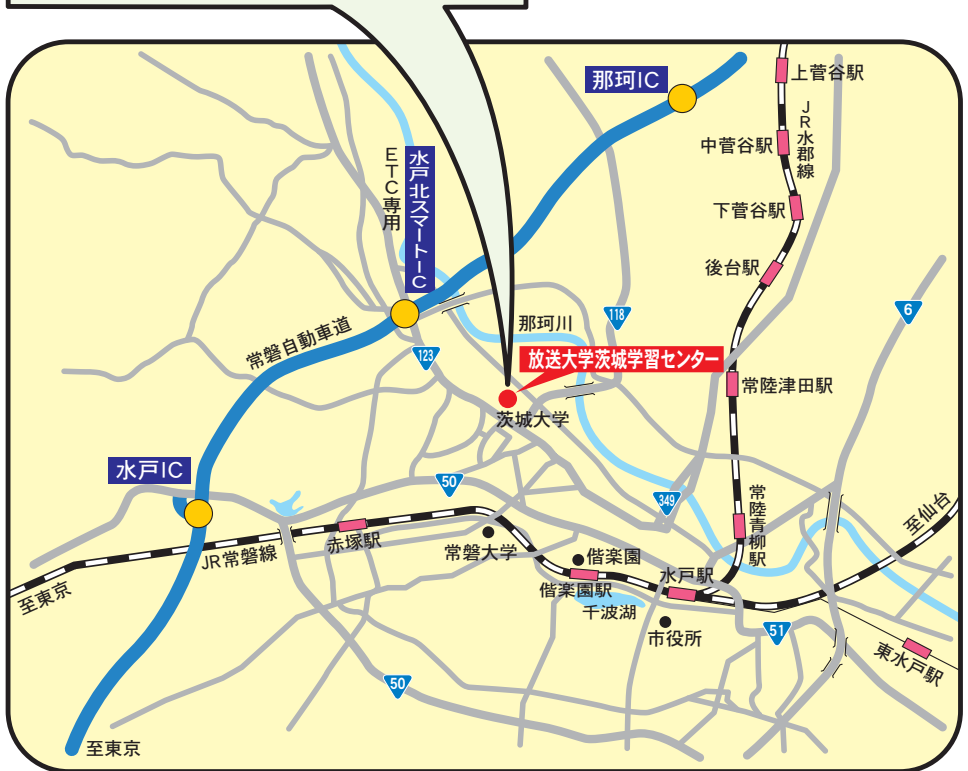 上菅谷駅
那珂IC
JR水郡線
中菅谷駅
水戸北スマートIC
ETC専用
下菅谷駅
後台駅
那珂川
118
6
常磐自動車道
123
放送大学茨城学習センター
常陸津田駅
茨城大学
水戸IC
50
349
常陸青柳駅
至仙台
JR常磐線
赤塚駅
常磐大学
偕楽園
水戸駅
偕楽園駅
至東京
千波湖
市役所
51
東水戸駅
50
至東京